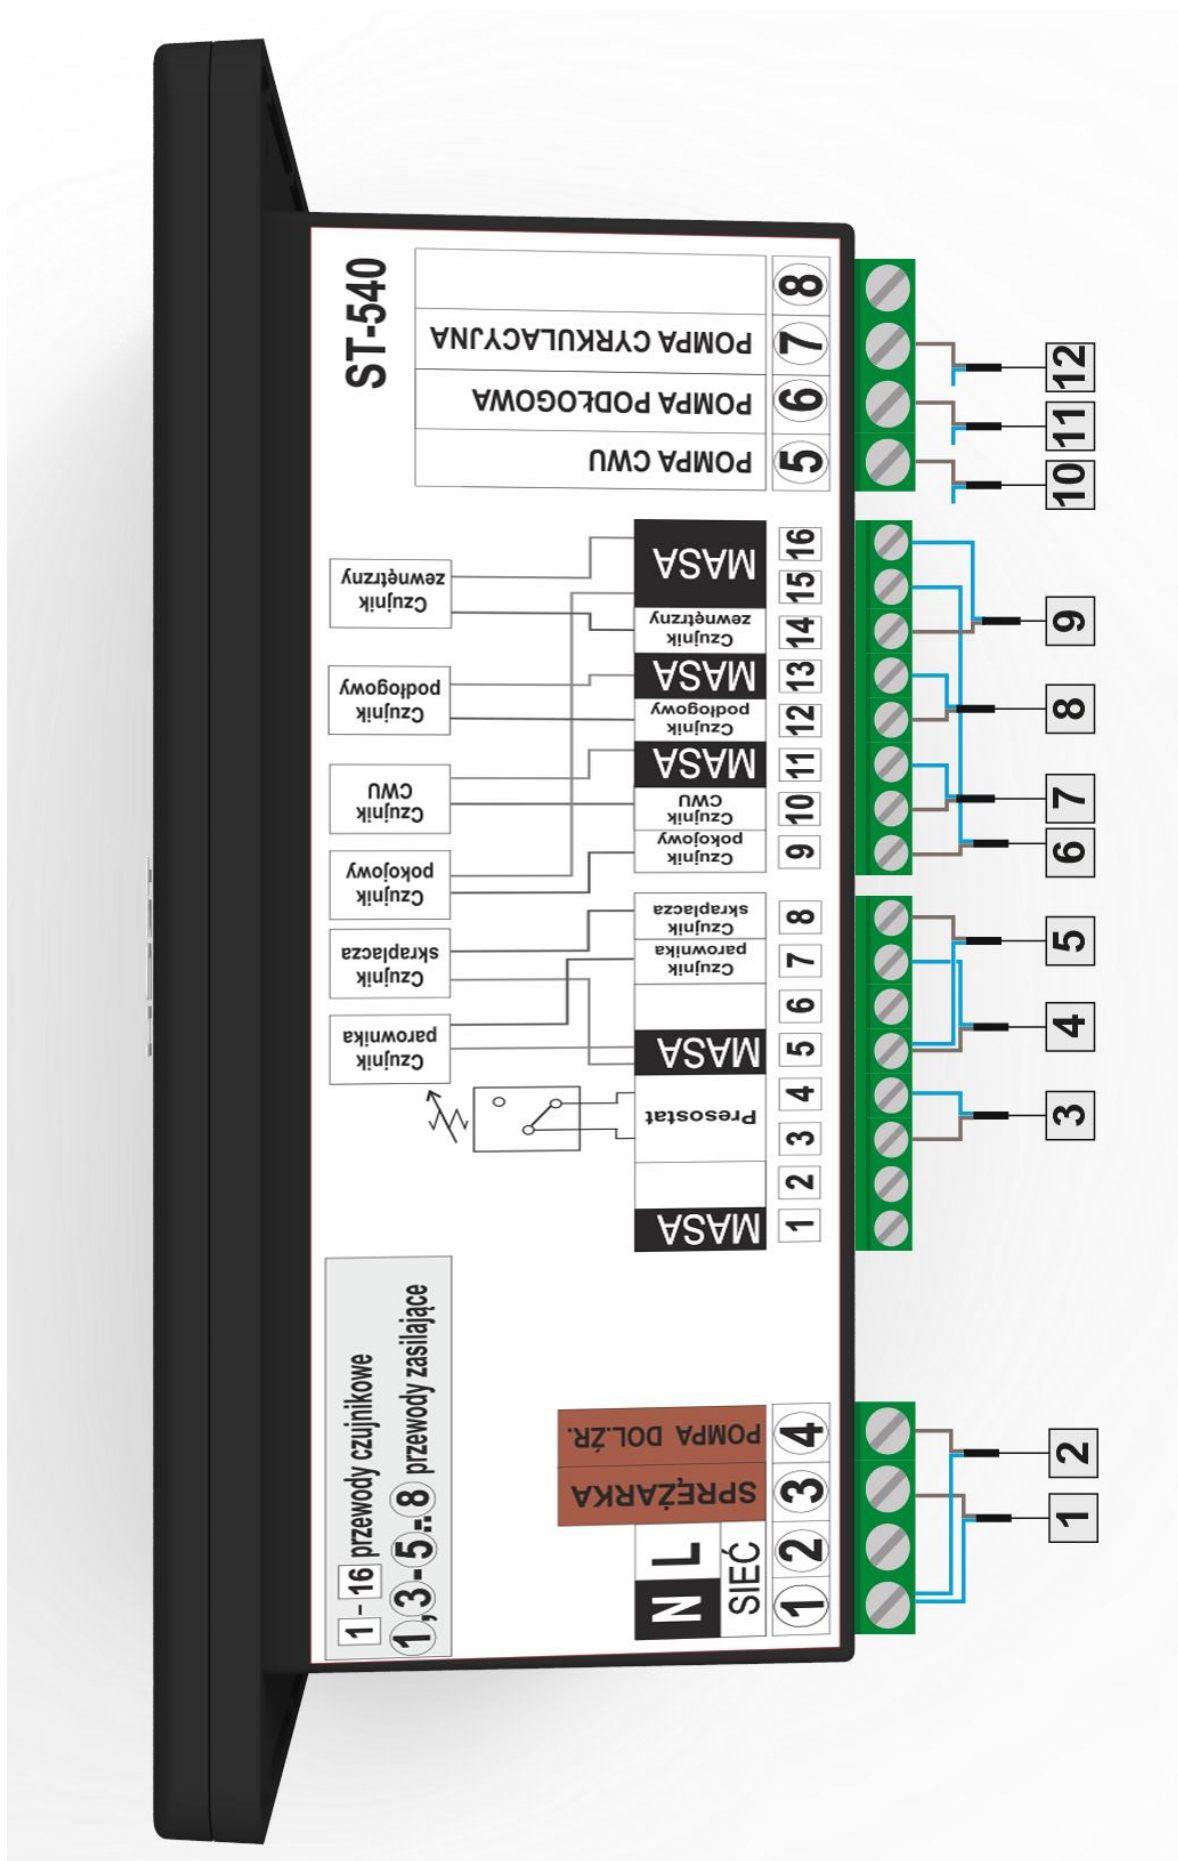 ST-540
1 - 16 przewody czujnikowe
1,3-5..8 przewody zasilające
Czujnik
parownika
Czujnik
skraplacza
Czujnik
pokojowy
Czujnik
CWU
Czujnik
podłogowy
Czujnik
zewnętrzny
N L
SIEĆ
SPRĘŻARKA
POMPA DOL.ŹR.
1 2 3 4
MASA
Presostat
MASA
Czujnik
parownika
Czujnik
skraplacza
1 2 3 4 5 6 7 8
Czujnik
pokojowy
Czujnik
CWU
MASA
Czujnik
podłogowy
MASA
Czujnik
zewnętrzny
MASA
9 10 11 12 13 14 15 16
POMPA CWU
POMPA PODŁOGOWA
POMPA CYRKULACYJNA
5 6 7 8
1 2 3 4 5 6 7 8 9 10 11 12